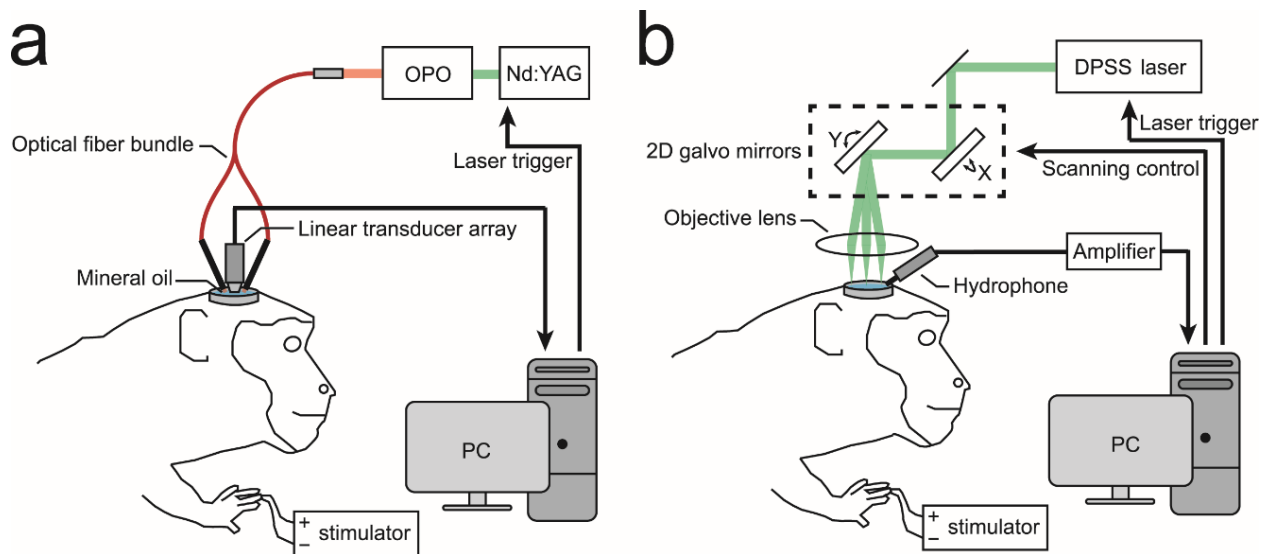 a
OPO
Nd:YAG
Optical fiber bundle
Laser trigger
Linear transducer array
Mineral oil
PC
+
−
stimulator
b
DPSS laser
Laser trigger
2D galvo mirrors
Y
X
Scanning control
Objective lens
Amplifier
Hydrophone
PC
+
−
stimulator